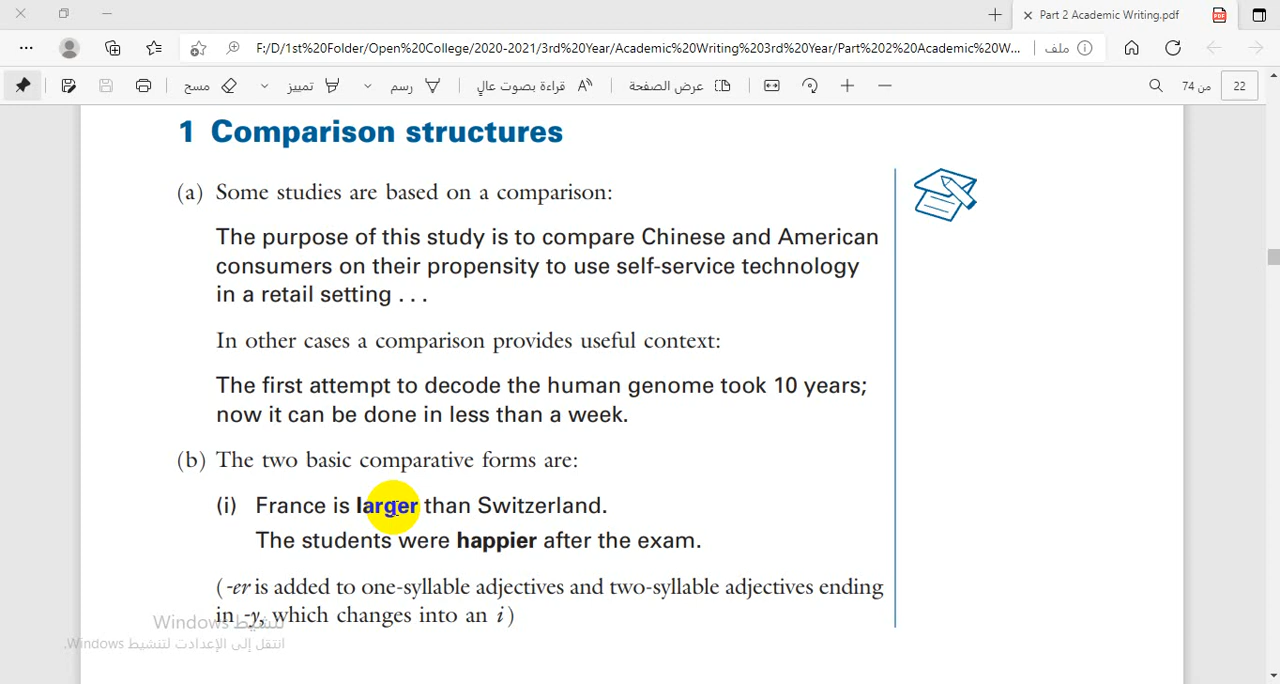 Part 2 Academic Writing.pdf
F:/D/1st%20Folder/Open%20College/2020-2021/3rd%20Year/Academic%20Writing%203rd%20Year/Part%202%20Academic%20W...
ملف
22
من 74
عرض الصفحة
قراءة بصوت عالٍ
رسم
تمييز
مسح
1 Comparison structures
(a) Some studies are based on a comparison:
The purpose of this study is to compare Chinese and American
consumers on their propensity to use self-service technology
in a retail setting . . .
In other cases a comparison provides useful context:
The first attempt to decode the human genome took 10 years;
now it can be done in less than a week.
(b) The two basic comparative forms are:
(i) France is larger than Switzerland.
The students were happier after the exam.
(-er is added to one-syllable adjectives and two-syllable adjectives ending
in -y, which changes into an i)
تنشيط Windows
انتقل إلى الإعدادت لتنشيط Windows.